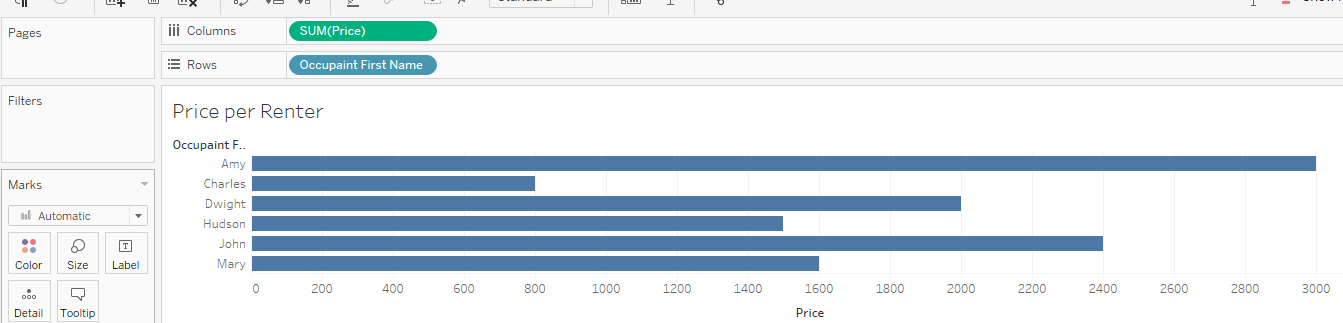 Pages
Columns SUM(Price)
Rows Occupaint First Name
Filters
Price per Renter
Occupaint F..
Amy
Charles
Dwight
Hudson
John
Mary
0 200 400 600 800 1000 1200 1400 1600 1800 2000 2200 2400 2600 2800 3000
Price
Marks
Automatic
Color Size Label
Detail Tooltip